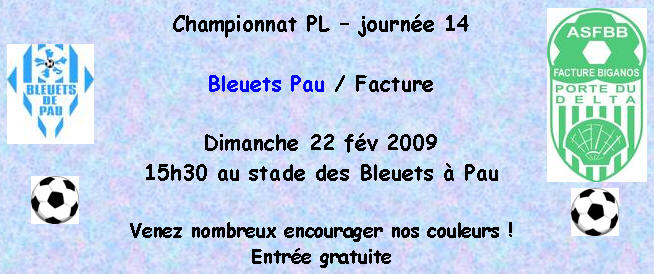 Championnat PL – journée 14
BLEUETS
DE PAU
ASFBB
FACTURE BIGANOS
PORTE DU
DELTA
Bleuets Pau / Facture
Dimanche 22 fév 2009
15h30 au stade des Bleuets à Pau
Venez nombreux encourager nos couleurs !
Entrée gratuite